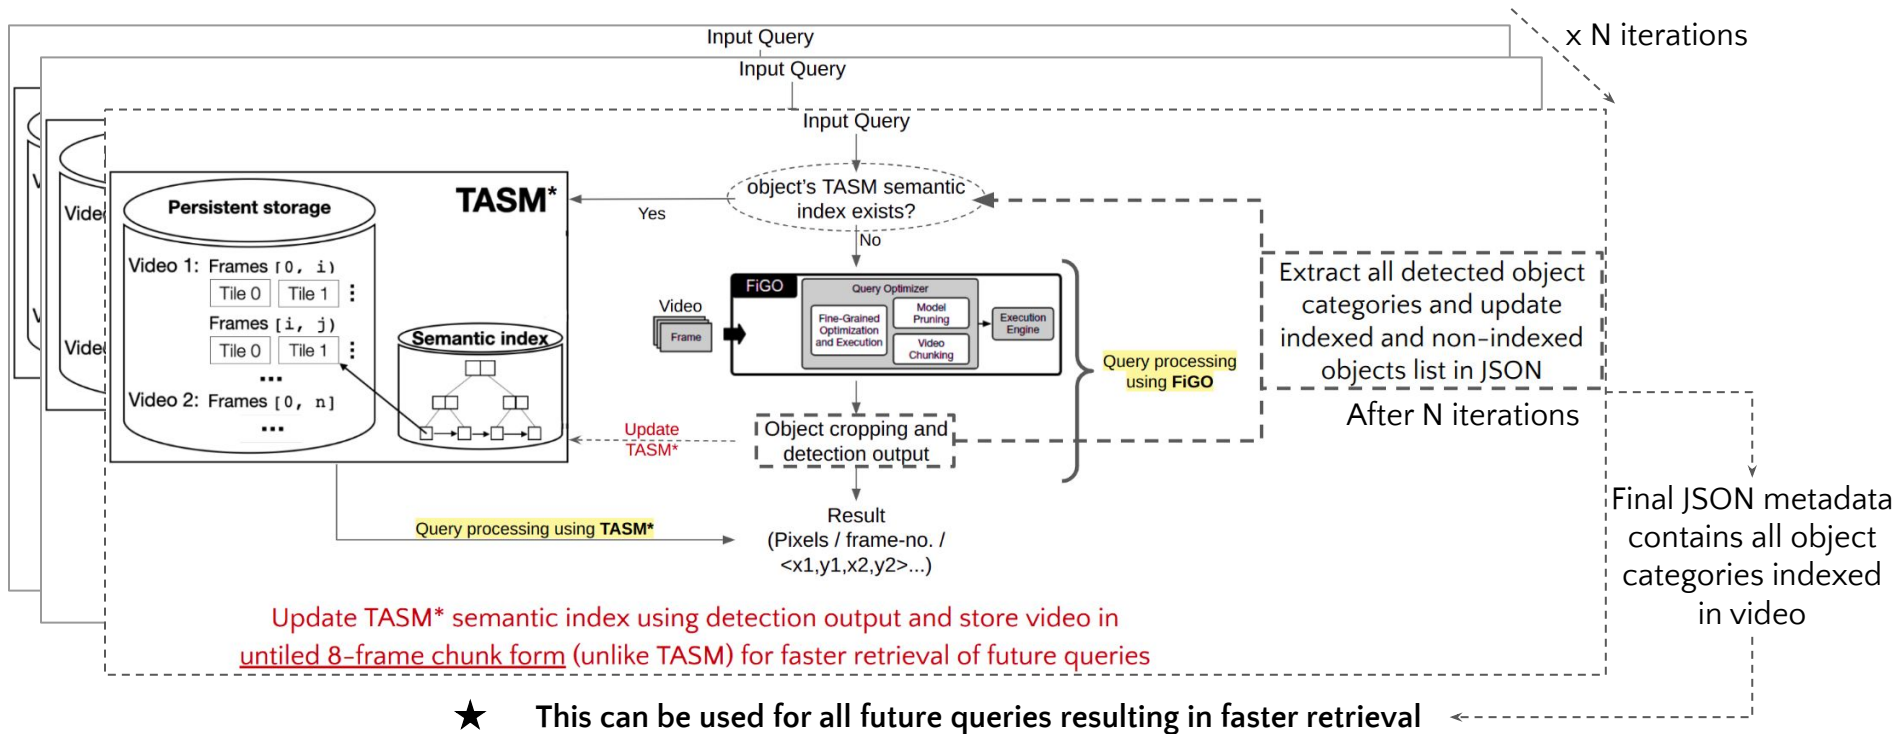 Input Query
x N iterations
Input Query
Input Query
object's TASM semantic
index exists?
Yes
No
TASM*
Persistent storage
Video 1: Frames [0, i)
Tile 0 Tile 1 ⋮
Frames [i, j)
Tile 0 Tile 1 ⋮
...
Video 2: Frames [0, n]
...
Semantic index
Video
Frame
FiGO
Query Optimizer
Fine-Grained
Optimization
and Execution
Model
Pruning
Video
Chunking
Execution
Engine
Query processing
using FiGO
Extract all detected object
categories and update
indexed and non-indexed
objects list in JSON
After N iterations
Update
TASM*
Object cropping and
detection output
Query processing using TASM*
Result
(Pixels / frame-no. /
<x1,y1,x2,y2>...)
Final JSON metadata
contains all object
categories indexed
in video
Update TASM* semantic index using detection output and store video in
untiled 8-frame chunk form (unlike TASM) for faster retrieval of future queries
★ This can be used for all future queries resulting in faster retrieval